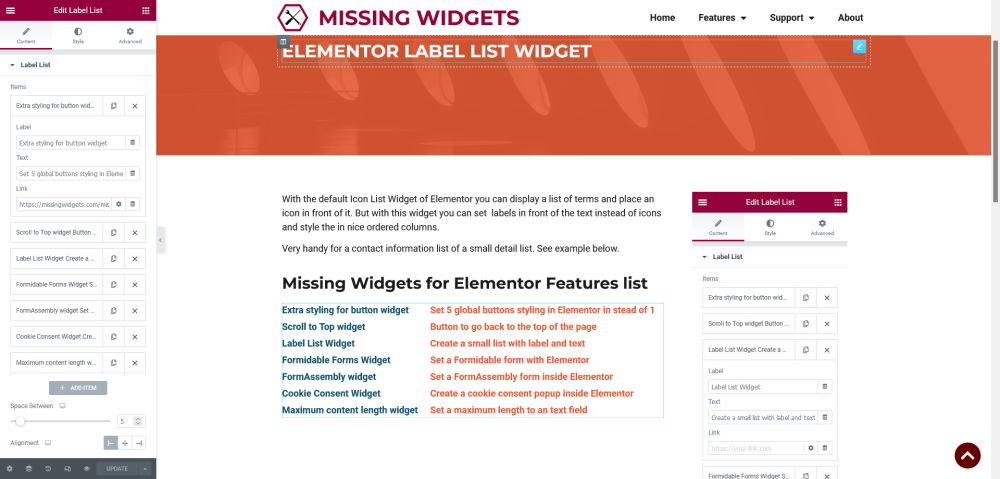 Edit Label List
Content
Style
Advanced
Label List
Items
Extra styling for button wid...
Label
Extra styling for button widget
Text
Set 5 global buttons styling in Eleme
Link
https://missingwidgets.com/mis
Scroll to Top widget Button ...
Label List Widget Create a ...
Formidable Forms Widget S...
FormAssembly widget Set ...
Cookie Consent Widget Cre...
Maximum content length w...
+ ADD ITEM
Space Between
5
Alignment
UPDATE
MISSING WIDGETS
Home
Features
Support
About
ELEMENTOR LABEL LIST WIDGET
With the default Icon List Widget of Elementor you can display a list of terms and place an
icon in front of it. But with this widget you can set labels in front of the text instead of icons
and style the in nice ordered columns.
Very handy for a contact information list of a small detail list. See example below.
Missing Widgets for Elementor Features list
Extra styling for button widget Set 5 global buttons styling in Elementor in stead of 1
Scroll to Top widget Button to go back to the top of the page
Label List Widget Create a small list with label and text
Formidable Forms Widget Set a Formidable form with Elementor
FormAssembly widget Set a FormAssembly form inside Elementor
Cookie Consent Widget Create a cookie consent popup inside Elementor
Maximum content length widget Set a maximum length to an text field
Edit Label List
Content
Style
Advanced
Label List
Items
Extra styling for button wid...
Scroll to Top widget Button ...
Label List Widget Create a ...
Label
Label List Widget
Text
Create a small list with label and text
Link
https://your-link.com
Formidable Forms Widget S...